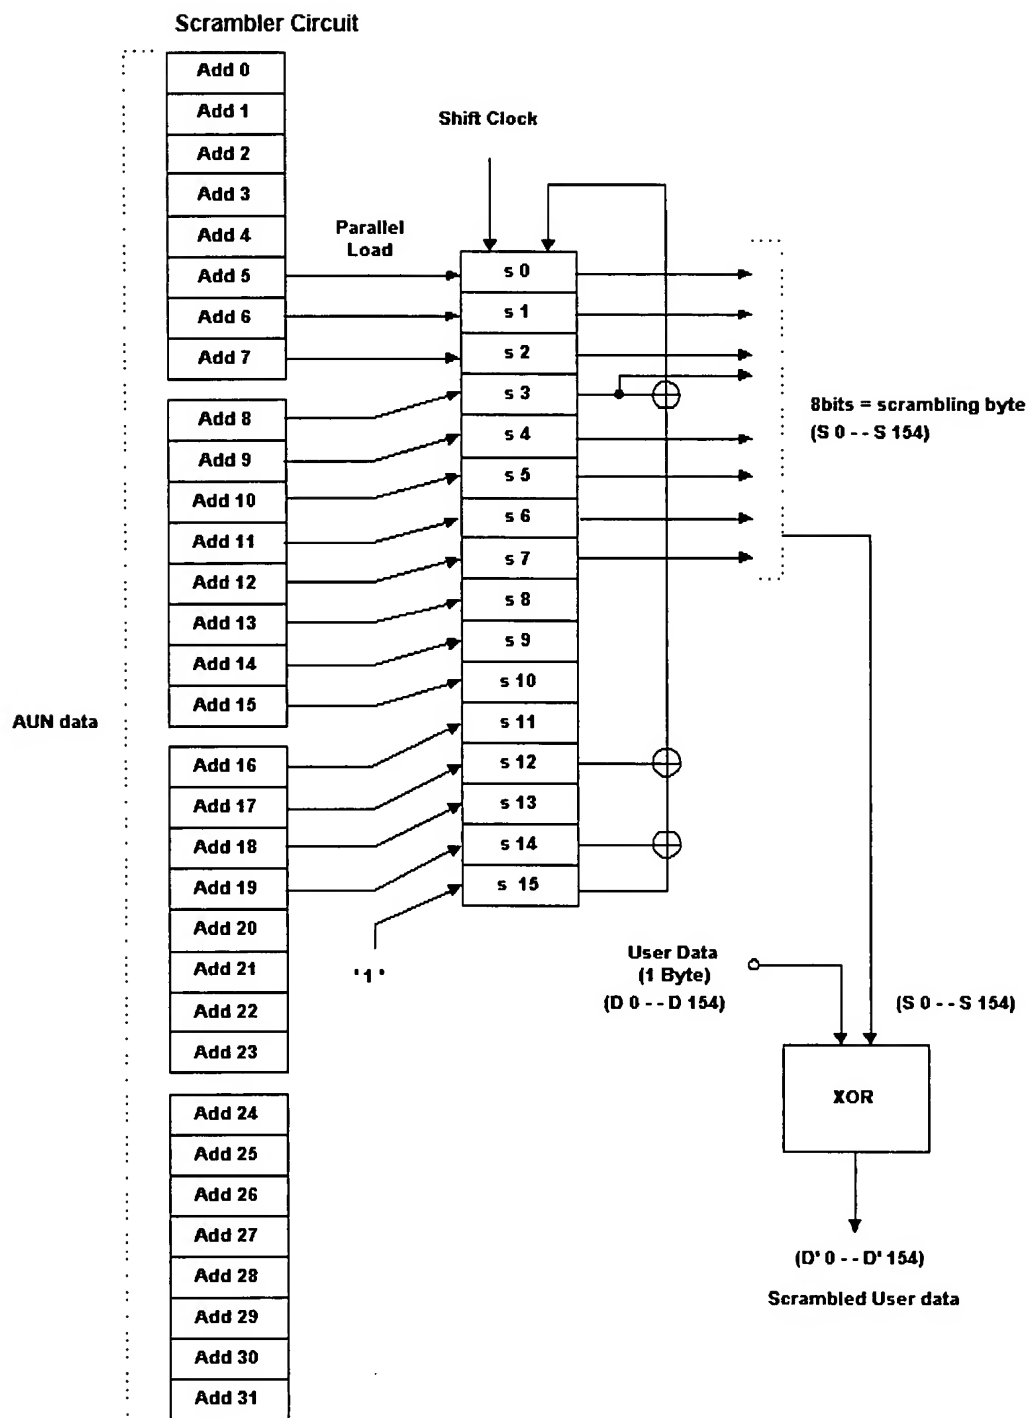 Scrambler Circuit
Add 0
Add 1
Add 2
Add 3
Add 4
Add 5
Add 6
Add 7
Add 8
Add 9
Add 10
Add 11
Add 12
Add 13
Add 14
Add 15
AUN data
Add 16
Add 17
Add 18
Add 19
Add 20
Add 21
Add 22
Add 23
Add 24
Add 25
Add 26
Add 27
Add 28
Add 29
Add 30
Add 31
Parallel
Load
'1'
Shift Clock
s 0
s 1
s 2
s 3
s 4
s 5
s 6
s 7
s 8
s 9
s 10
s 11
s 12
s 13
s 14
s 15
8bits = scrambling byte
(S 0 - - S 154)
User Data
(1 Byte)
(D 0 - - D 154)
(S 0 - - S 154)
XOR
(D' 0 - - D' 154)
Scrambled User data